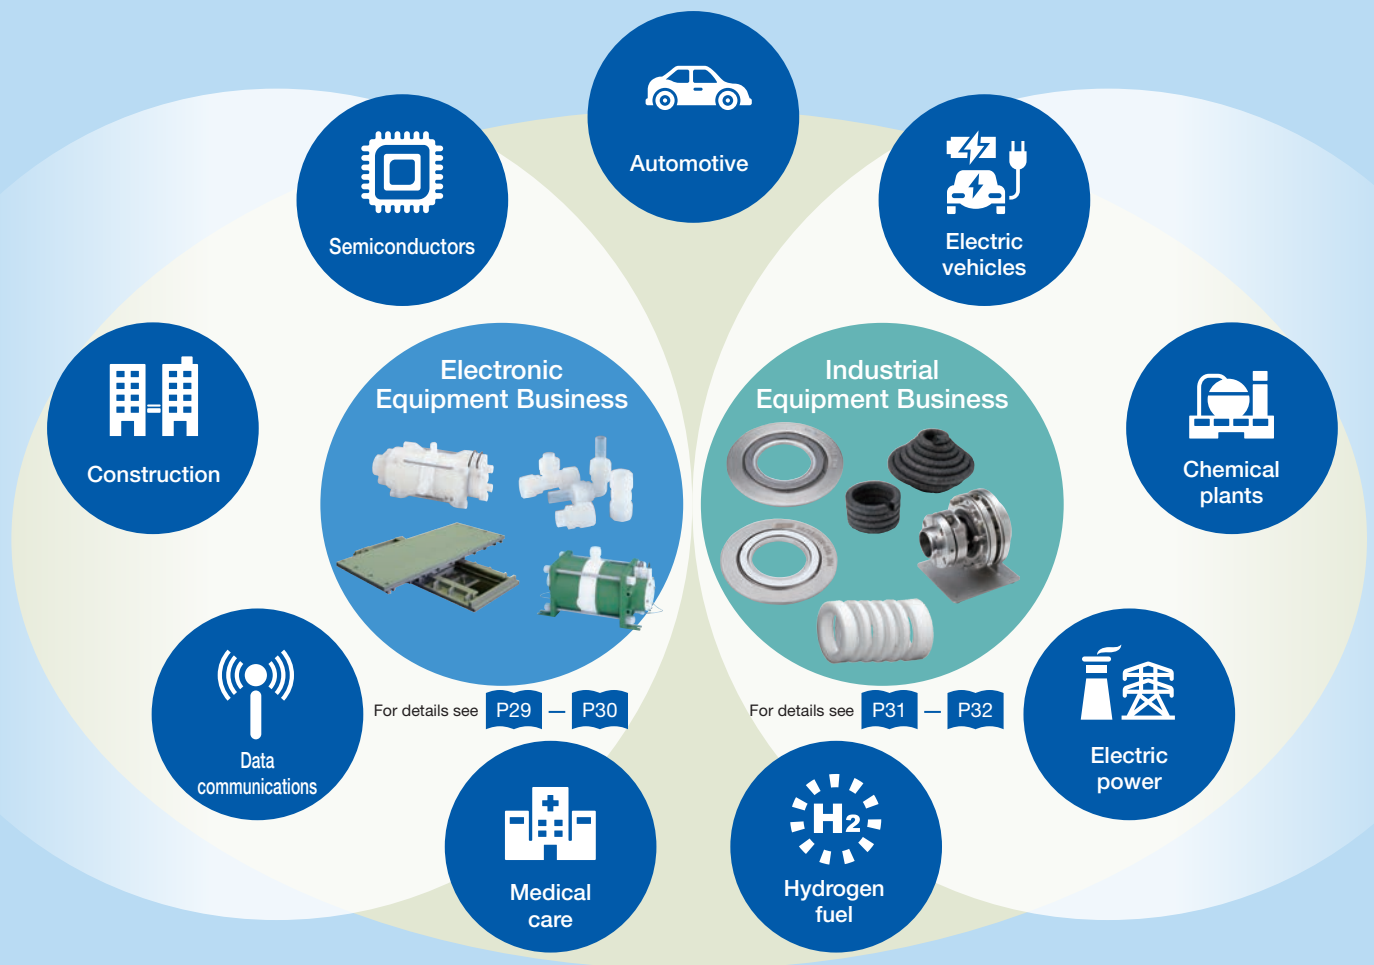 Automotive
Semiconductors
Electric
vehicles
Construction
Electronic
Equipment Business
Industrial
Equipment Business
Chemical
plants
Data
communications
For details see P29 — P30
For details see P31 — P32
Electric
power
Medical
care
H2
Hydrogen
fuel